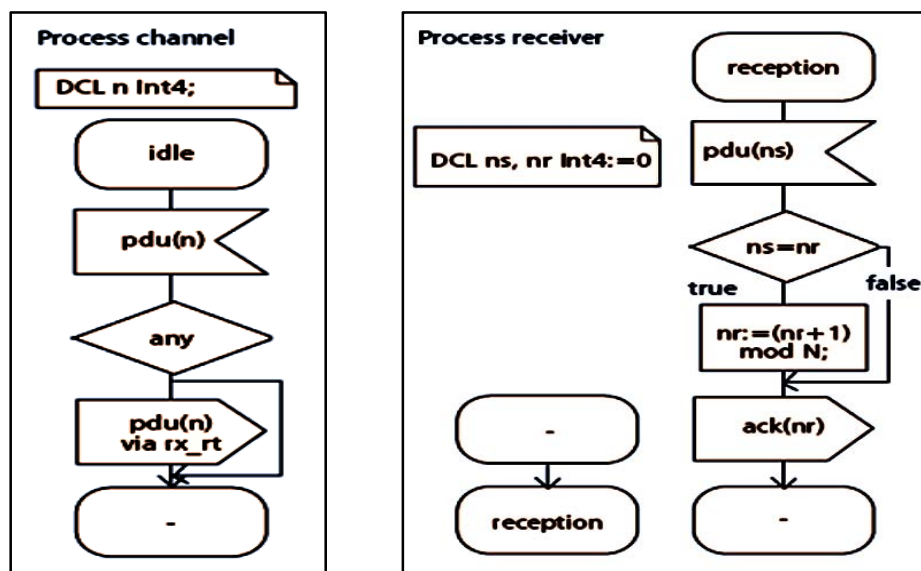 Process channel
DCL n Int4;
idle
pdu(n)
any
pdu(n)
via rx_rt
-
Process receiver
DCL ns, nr Int4:=0
-
reception
reception
pdu(ns)
ns=nr
true
false
nr:=(nr+1)
mod N;
ack(nr)
-